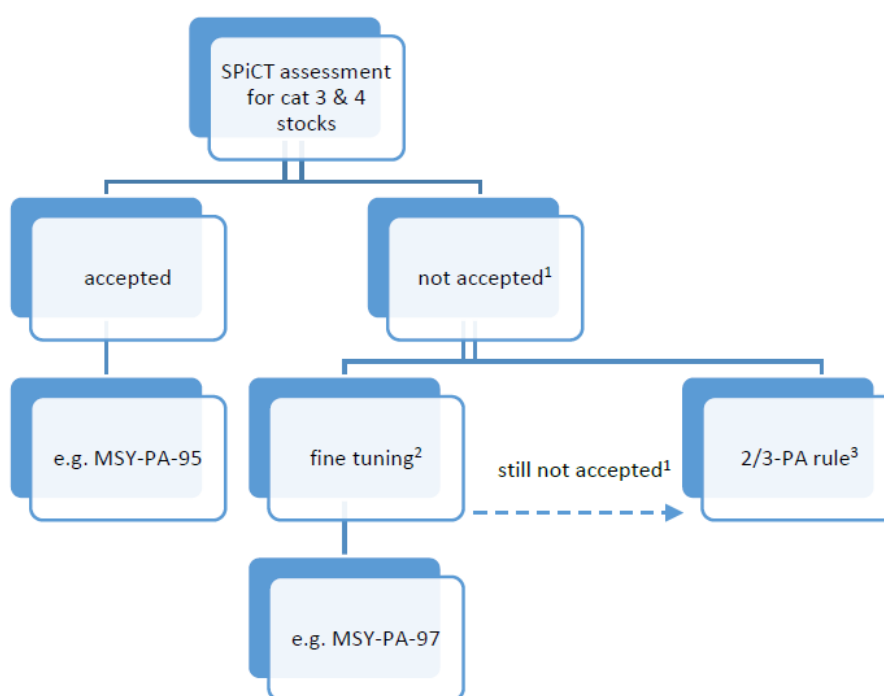 SPiCT assessment
for cat 3 & 4
stocks
accepted
not accepted¹
e.g. MSY-PA-95
fine tuning²
still not accepted¹
2/3-PA rule³
e.g. MSY-PA-97